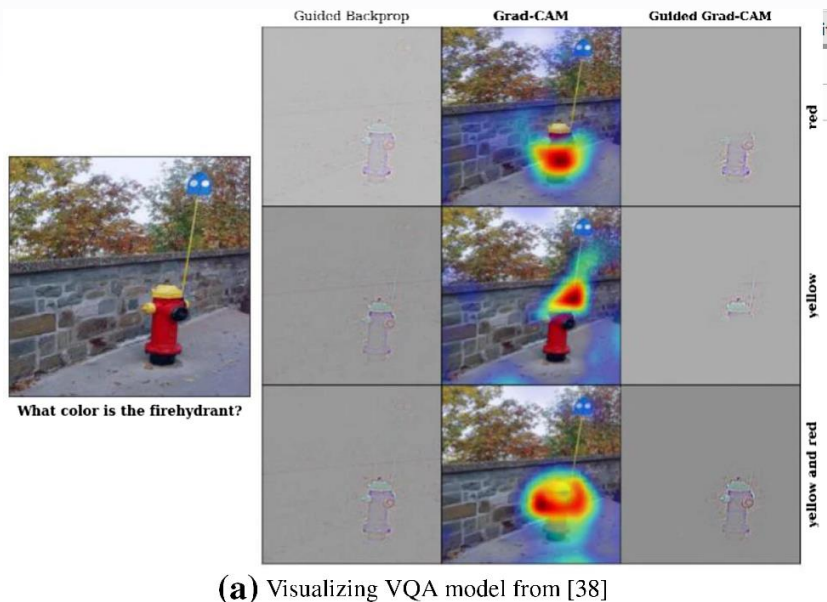 Guided Backprop
Grad-CAM
Guided Grad-CAM
red
What color is the firehydrant?
yellow
yellow and red
(a) Visualizing VQA model from [38]